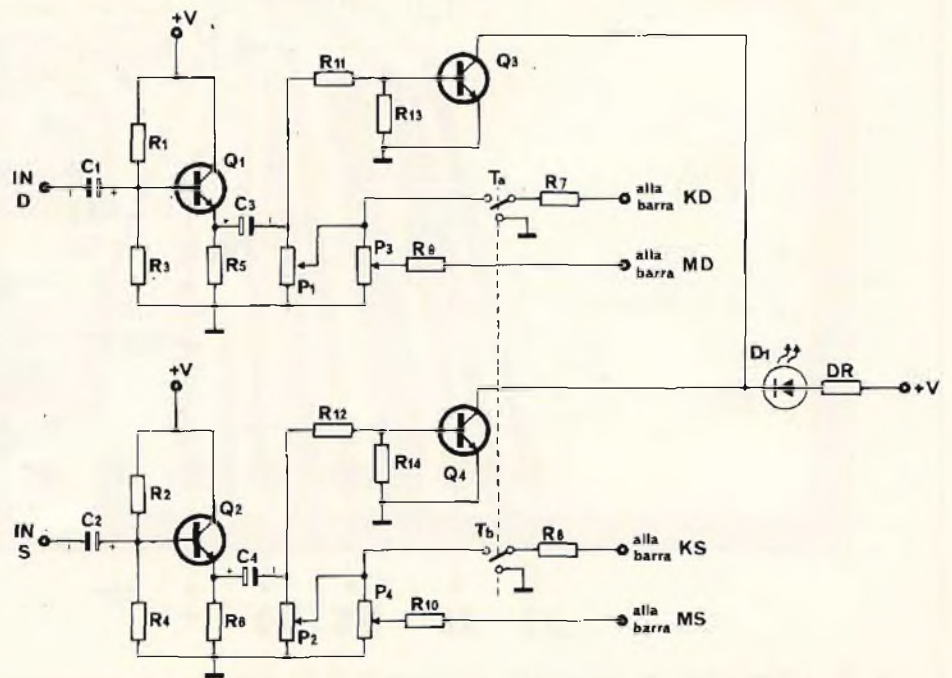 +V
R11
Q3
R13
R1
Q1
C1
IN
D
- +
C3
+ -
Ta
R7
alla
barra KD
R3
R5
P1
P3
R9
alla
barra MD
D1
DR
+V
+V
R12
R14
Q4
R2
Q2
C2
IN
S
- +
C4
+ -
Tb
R8
alla
barra KS
R4
R6
P2
P4
R10
alla
barra MS